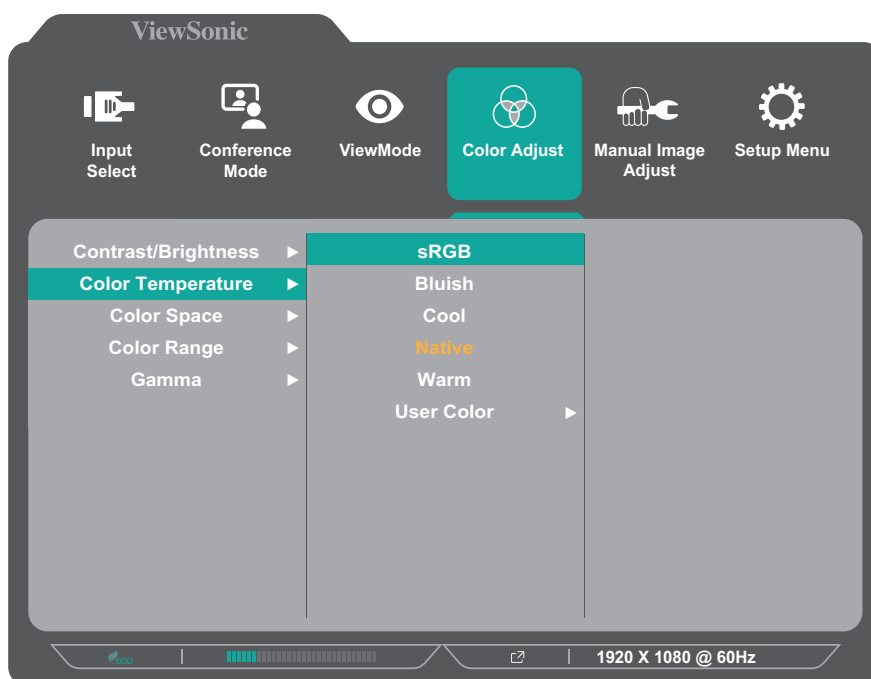 ViewSonic
Input
Select
Conference
Mode
ViewMode
Color Adjust
Manual Image
Adjust
Setup Menu
Contrast/Brightness
Color Temperature
Color Space
Color Range
Gamma
sRGB
Bluish
Cool
Native
Warm
User Color
eco
1920 X 1080 @ 60Hz